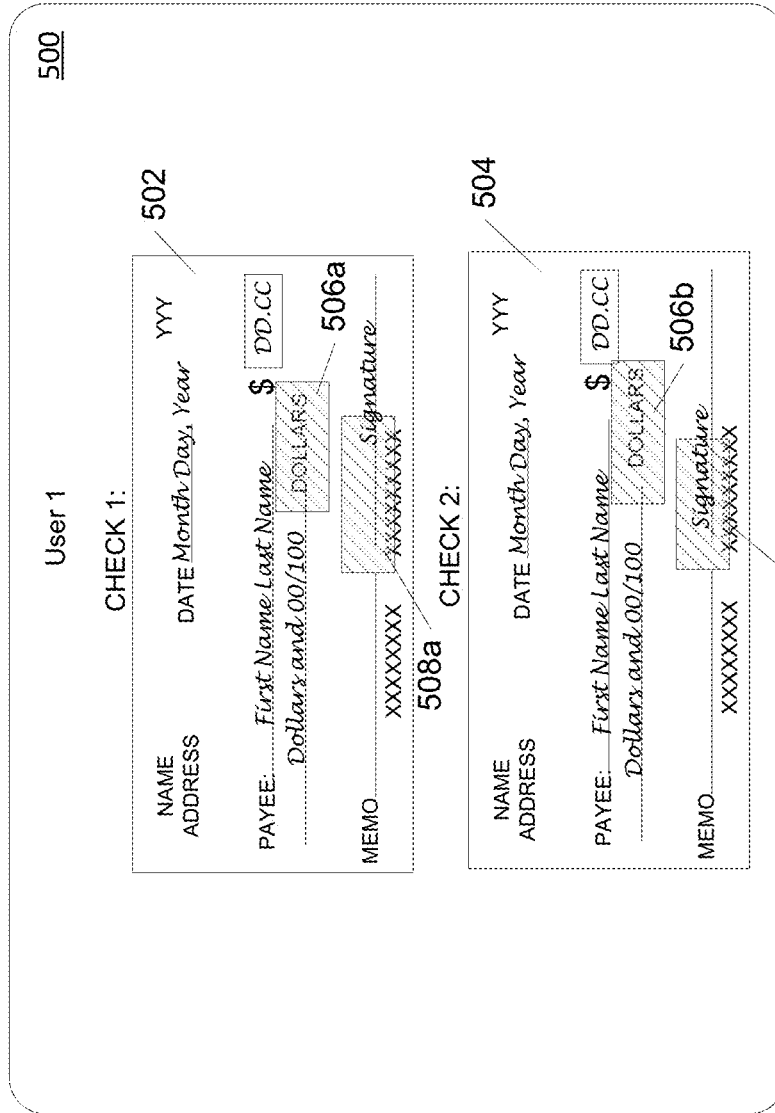 500
User 1
CHECK 1:
502
NAME
ADDRESS
DATE Month Day, Year
YYY
PAYEE: First Name Last Name
$ DD.CC
Dollars and 00/100
DOLLARS
506a
MEMO
Signature
XXXXXXXX
XXXXXXXXX
508a
CHECK 2:
504
NAME
ADDRESS
DATE Month Day, Year
YYY
PAYEE: First Name Last Name
$ DD.CC
Dollars and 00/100
DOLLARS
506b
MEMO
Signature
XXXXXXXX
XXXXXXXXX